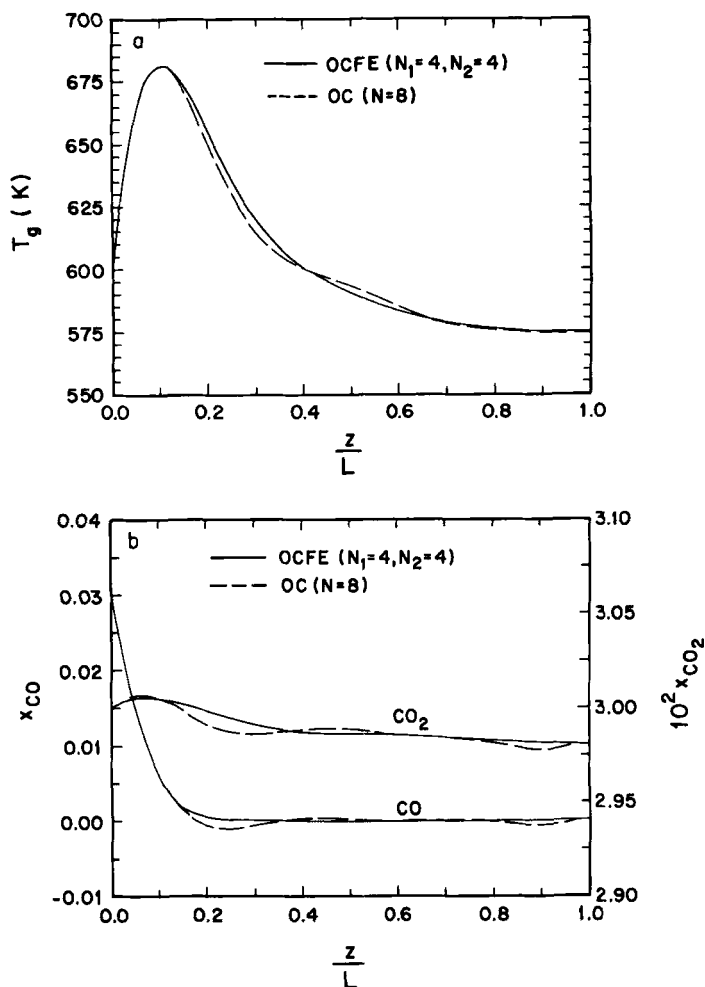 a
700
675
650
625
600
575
550
T_g (K)
OCFE (N₁=4, N₂=4)
OC (N=8)
0.0 0.2 0.4 0.6 0.8 1.0
z
L
b
0.04
0.03
0.02
0.01
0.00
-0.01
x_CO
OCFE (N₁=4, N₂=4)
OC (N=8)
CO₂
CO
3.10
3.05
3.00
2.95
2.90
10² x_CO₂
0.0 0.2 0.4 0.6 0.8 1.0
z
L